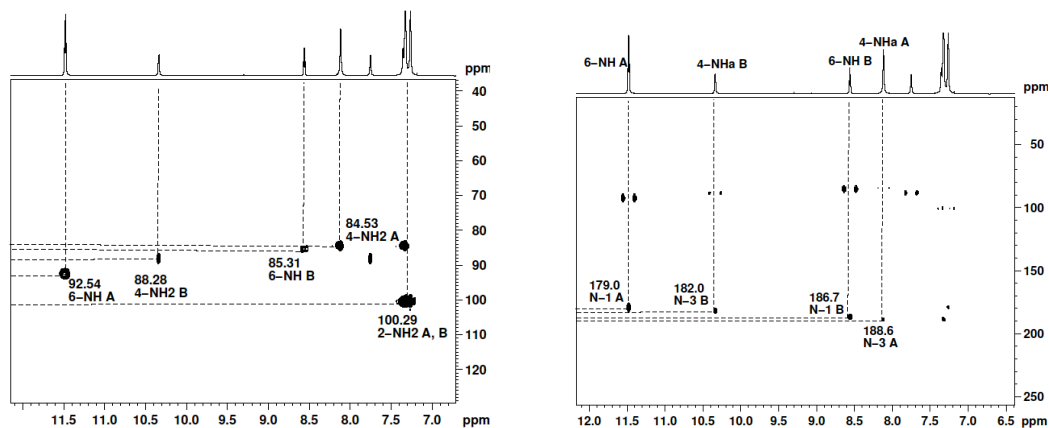 ppm
40
50
60
70
80
90
100
110
120
84.53
4-NH2 A
85.31
6-NH B
88.28
4-NH2 B
92.54
6-NH A
100.29
2-NH2 A, B
11.5
11.0
10.5
10.0
9.5
9.0
8.5
8.0
7.5
7.0
ppm
6-NH A
4-NHa B
6-NH B
4-NHa A
ppm
50
100
150
200
250
179.0
N-1 A
182.0
N-3 B
186.7
N-1 B
188.6
N-3 A
12.0
11.5
11.0
10.5
10.0
9.5
9.0
8.5
8.0
7.5
7.0
6.5
ppm